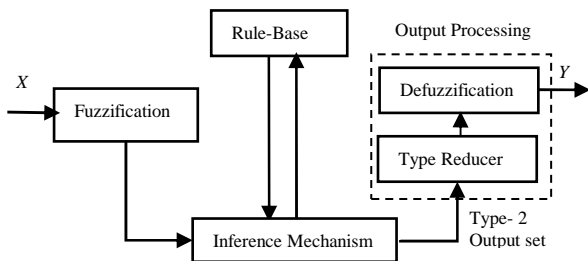 Output Processing
Rule-Base
X
Y
Fuzzification
Defuzzification
Type Reducer
Inference Mechanism
Type- 2
Output set